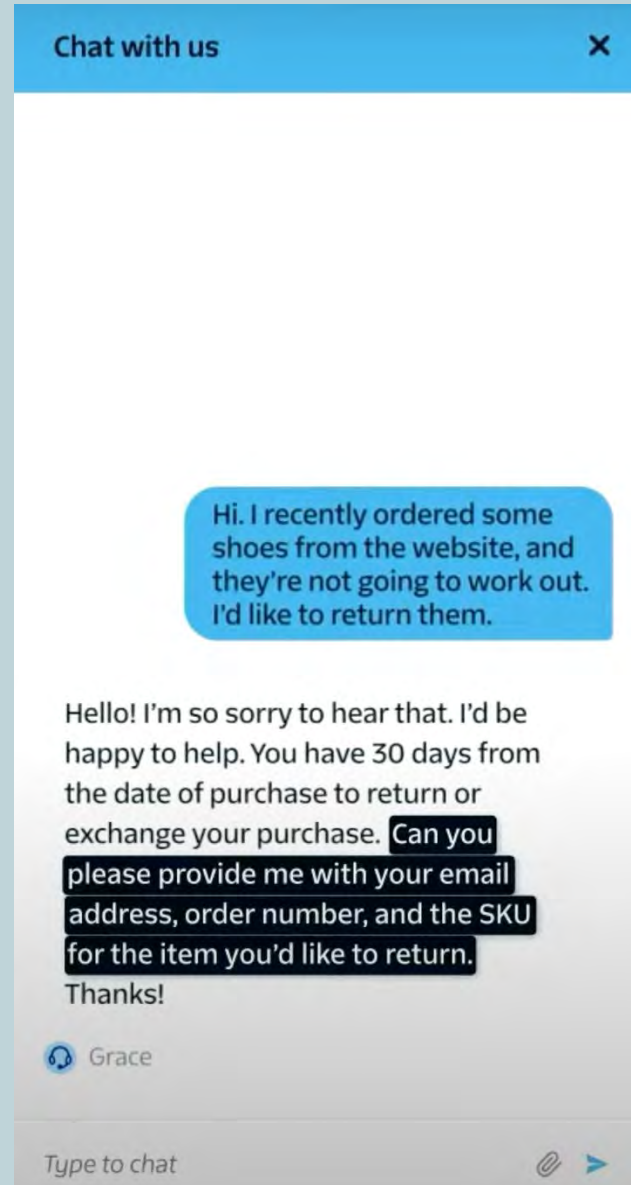 Chat with us
Hi. I recently ordered some
shoes from the website, and
they're not going to work out.
I'd like to return them.
Hello! I'm so sorry to hear that. I'd be
happy to help. You have 30 days from
the date of purchase to return or
exchange your purchase. Can you
please provide me with your email
address, order number, and the SKU
for the item you'd like to return.
Thanks!
Grace
Type to chat